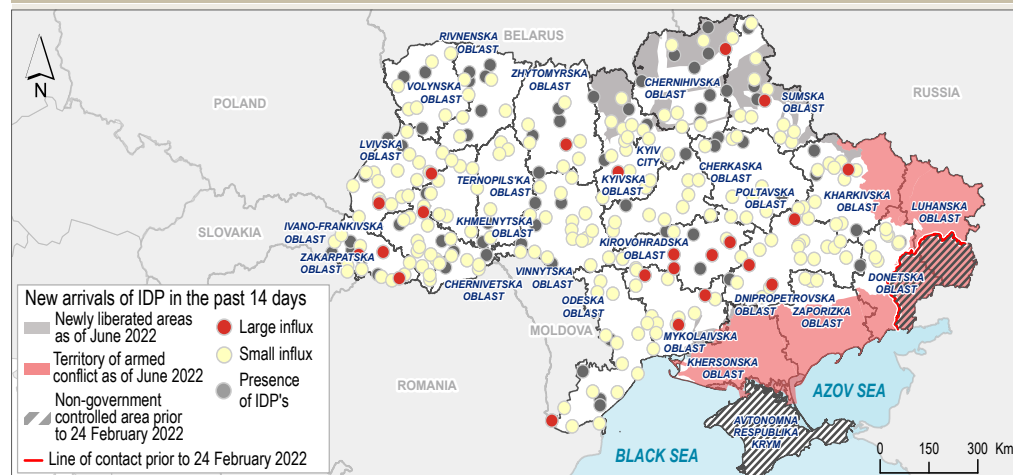 BELARUS
RIVNENSKA
OBLAST
ZHYTOMYRSKA
OBLAST
VOLYNSKA
OBLAST
CHERNIHIVSKA
OBLAST
SUMSKA
OBLAST
RUSSIA
N
POLAND
LVIVSKA
OBLAST
KYIV
CITY
CHERKASKA
OBLAST
TERNOPILS'KA
OBLAST
KYIVSKA
OBLAST
POLTAVSKA
OBLAST
KHARKIVSKA
OBLAST
LUHANSKA
OBLAST
IVANO-FRANKIVSKA
OBLAST
KHMELNYTSKA
OBLAST
SLOVAKIA
ZAKARPATSKA
OBLAST
KIROVOHRADSKA
OBLAST
VINNYTSKA
OBLAST
DONETSKA
OBLAST
CHERNIVETSKA
OBLAST
ODESKA
OBLAST
DNIPROPETROVSKA
OBLAST
ZAPORIZKA
OBLAST
MOLDOVA
MYKOLAIVSKA
OBLAST
KHERSONSKA
OBLAST
ROMANIA
AZOV SEA
AVTONOMNA
RESPUBLIKA
KRYM
BLACK SEA
New arrivals of IDP in the past 14 days
Newly liberated areas
as of June 2022
Territory of armed
conflict as of June 2022
Non-government
controlled area prior
to 24 February 2022
Line of contact prior to 24 February 2022
Large influx
Small influx
Presence
of IDP's
0 150 300 Km